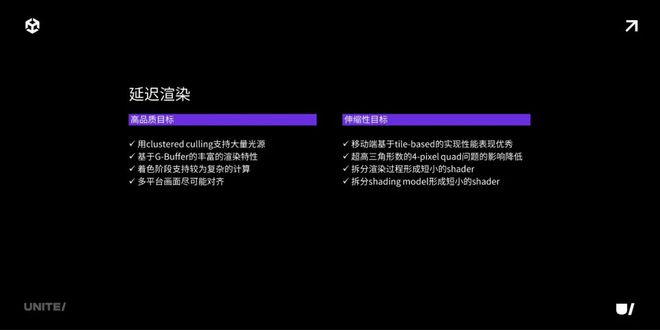 延迟渲染
高品质目标
✓ 用clustered culling支持大量光源
✓ 基于G-Buffer的丰富的渲染特性
✓ 着色阶段支持较为复杂的计算
✓ 多平台画面尽可能对齐
伸缩性目标
✓ 移动端基于tile-based的实现性能表现优秀
✓ 超高三角形数的4-pixel quad问题的影响降低
✓ 拆分渲染过程形成短小的shader
✓ 拆分shading model形成短小的shader
UNITE/
U/